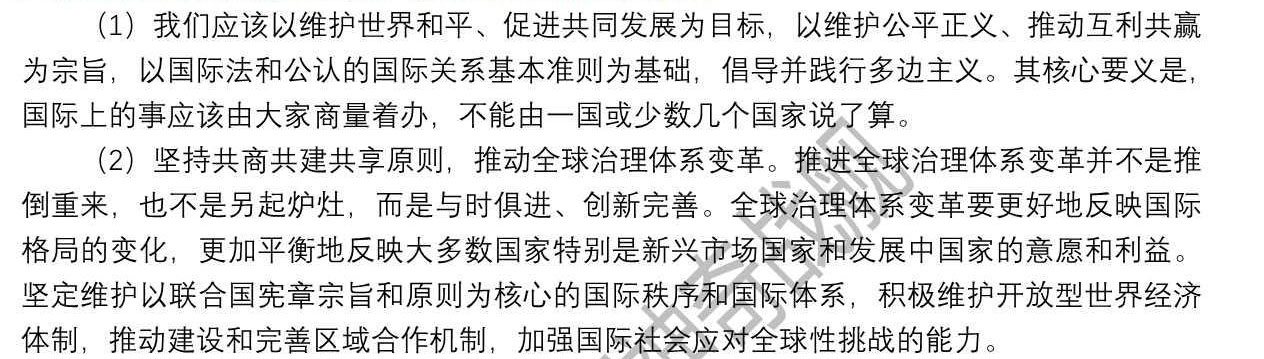 （1）我们应该以维护世界和平、促进共同发展为目标，以维护公平正义、推动互利共赢
为宗旨，以国际法和公认的国际关系基本准则为基础，倡导并践行多边主义。其核心要义是，
国际上的事应该由大家商量着办，不能由一国或少数几个国家说了算。
（2）坚持共商共建共享原则，推动全球治理体系变革。推进全球治理体系变革并不是推
倒重来，也不是另起炉灶，而是与时俱进、创新完善。全球治理体系变革要更好地反映国际
格局的变化，更加平衡地反映大多数国家特别是新兴市场国家和发展中国家的意愿和利益。
坚定维护以联合国宪章宗旨和原则为核心的国际秩序和国际体系，积极维护开放型世界经济
体制，推动建设和完善区域合作机制，加强国际社会应对全球性挑战的能力。